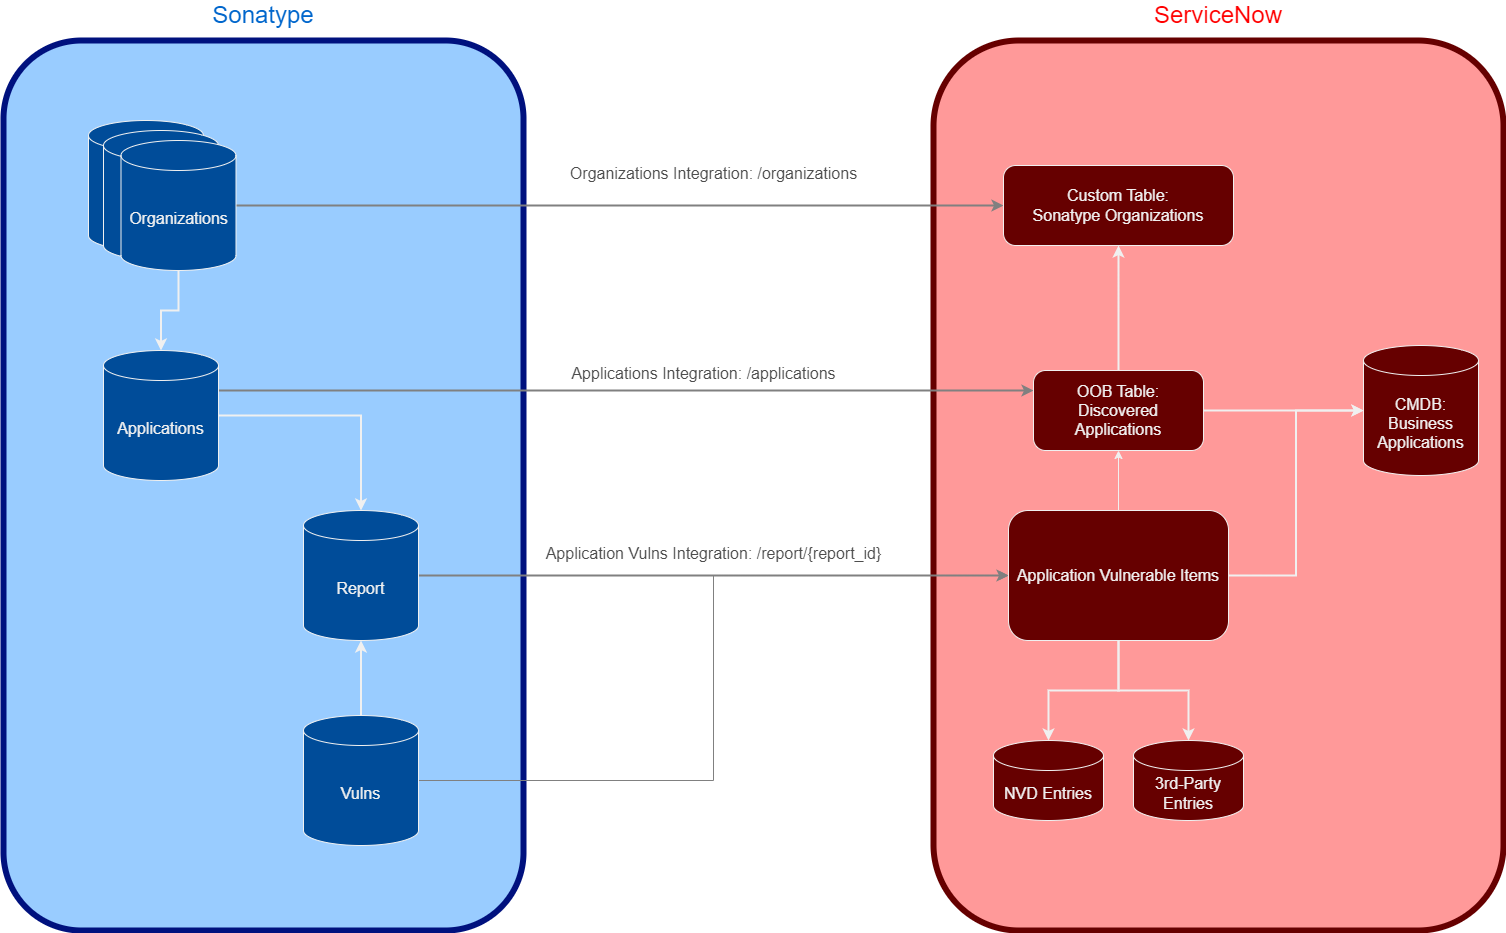 Sonatype
ServiceNow
Organizations Integration: /organizations
Custom Table:
Sonatype Organizations
Organizations
Applications Integration: /applications
OOB Table:
Discovered
Applications
CMDB:
Business
Applications
Applications
Application Vulns Integration: /report/{report_id}
Application Vulnerable Items
Report
NVD Entries
3rd-Party
Entries
Vulns